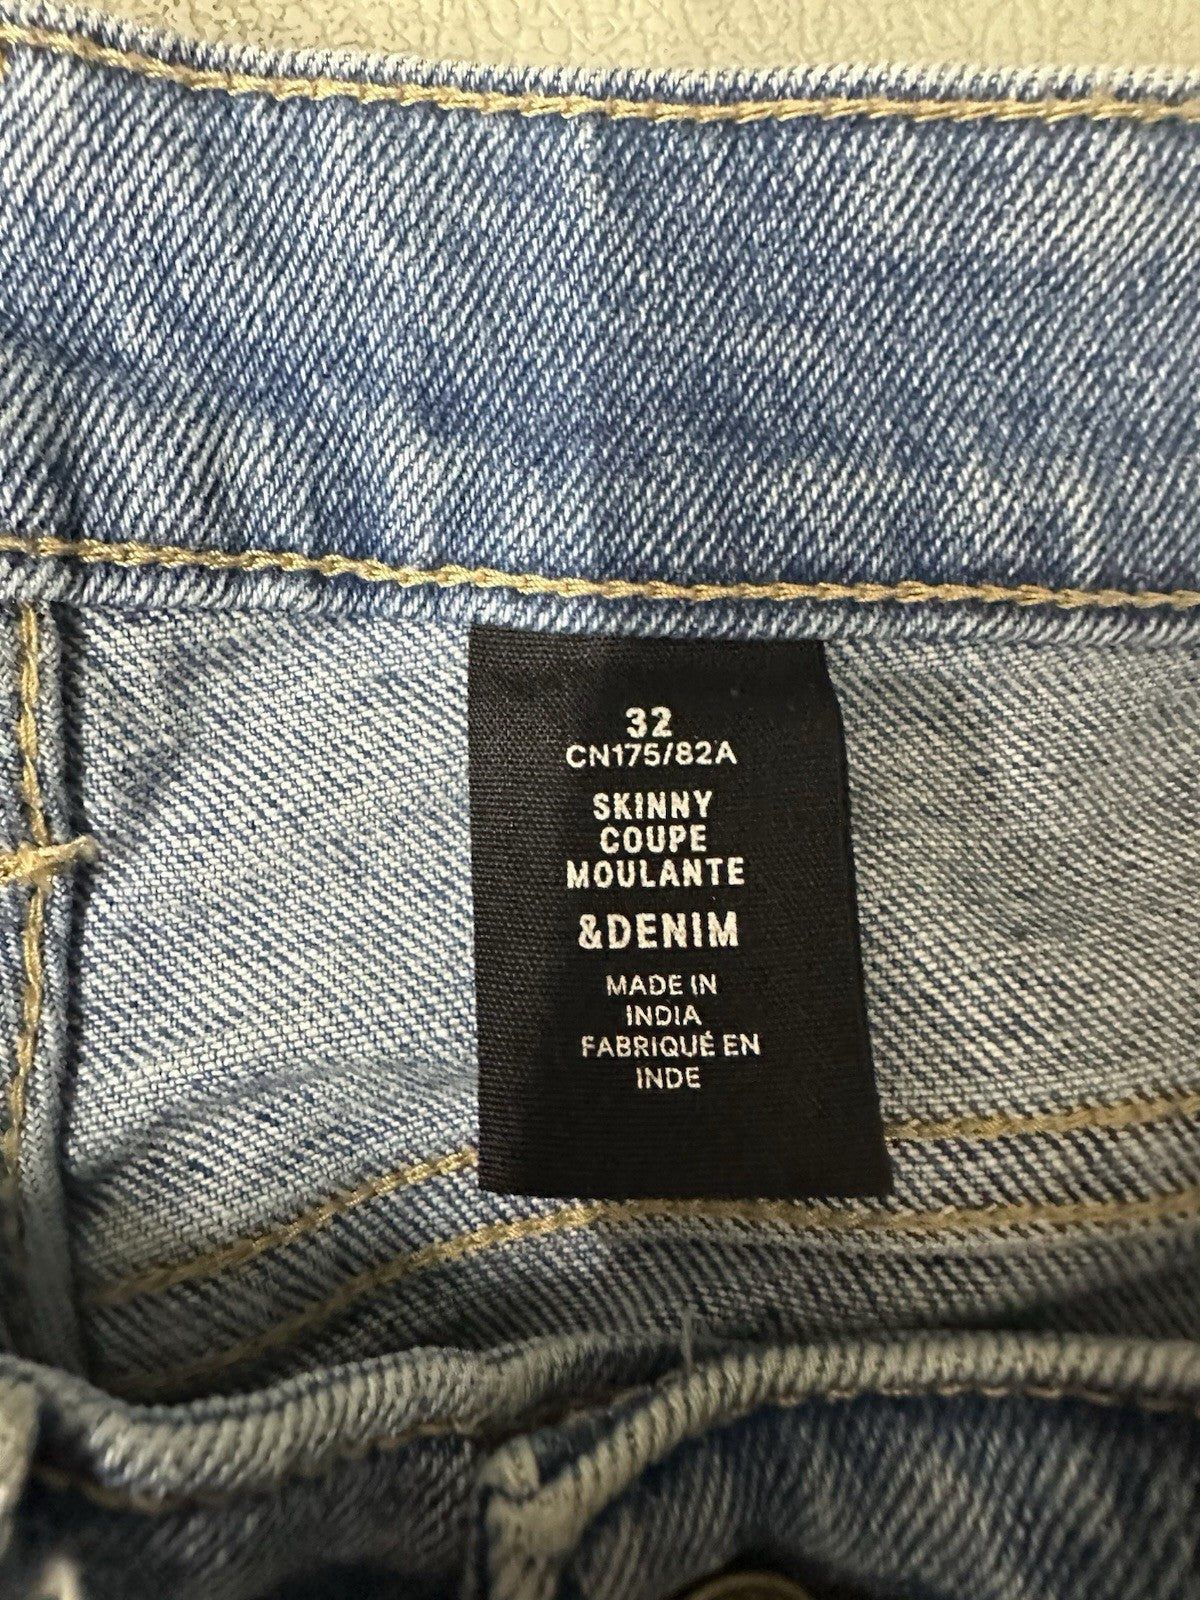 32
CN175/82A
SKINNY
COUPE
MOULANTE
&DENIM
MADE IN
INDIA
FABRIQUÉ EN
INDE